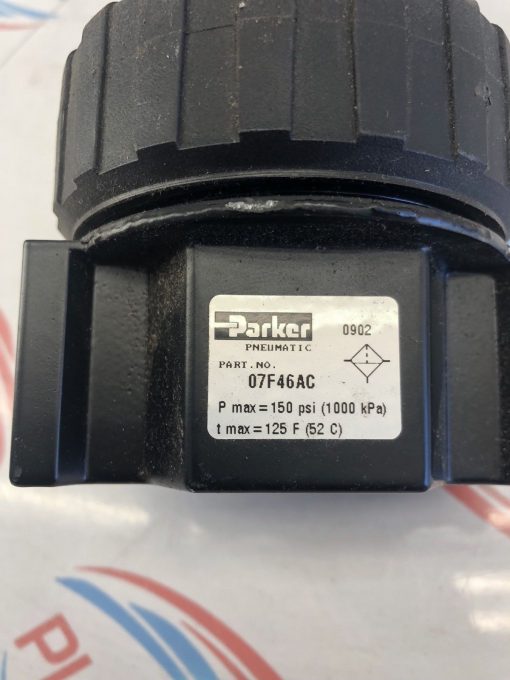 Parker 0902
PNEUMATIC
PART.NO.
07F46AC
P max = 150 psi (1000 kPa)
t max = 125 F (52 C)